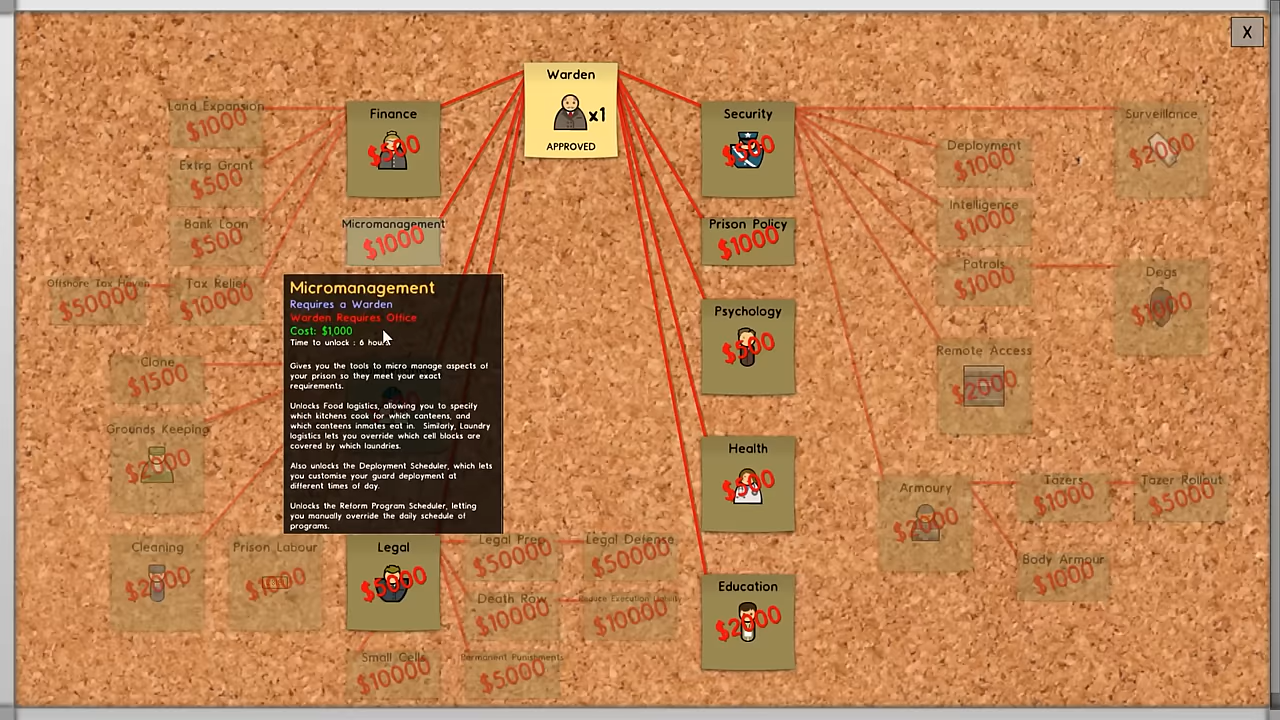 X
Warden
x1
APPROVED
Land Expansion
$1000
Finance
$500
Security
$500
Surveillance
$2000
Extra Grant
$500
Deployment
$1000
Bank Loan
$500
Micromanagement
$1000
Prison Policy
$1000
Intelligence
$1000
Offshore Tax Haven
$50000
Tax Relief
$10000
Patrols
$1000
Dogs
$1000
Micromanagement
Requires a Warden
Warden Requires Office
Cost: $1,000
Time to unlock : 6 hours
Gives you the tools to micro manage aspects of
your prison so they meet your exact
requirements.
Unlocks Food logistics, allowing you to specify
which kitchens cook for which canteens, and
which canteens inmates eat in. Similarly, Laundry
logistics lets you override which cell blocks are
covered by which laundries.
Also unlocks the Deployment Scheduler, which lets
you customise your guard deployment at
different times of day.
Unlocks the Reform Program Scheduler, letting
you manually override the daily schedule of
programs.
Psychology
$500
Clone
$1500
Remote Access
$2000
Grounds Keeping
$2000
Health
$500
Armoury
$2000
Tazers
$1000
Tazer Rollout
$5000
Body Armour
$1000
Cleaning
$2000
Prison Labour
$1000
Legal
$5000
Legal Prep
$50000
Legal Defense
$50000
Education
$2000
Death Row
$10000
Reduce Execution Liability
$10000
Small Cells
$10000
Permanent Punishments
$5000